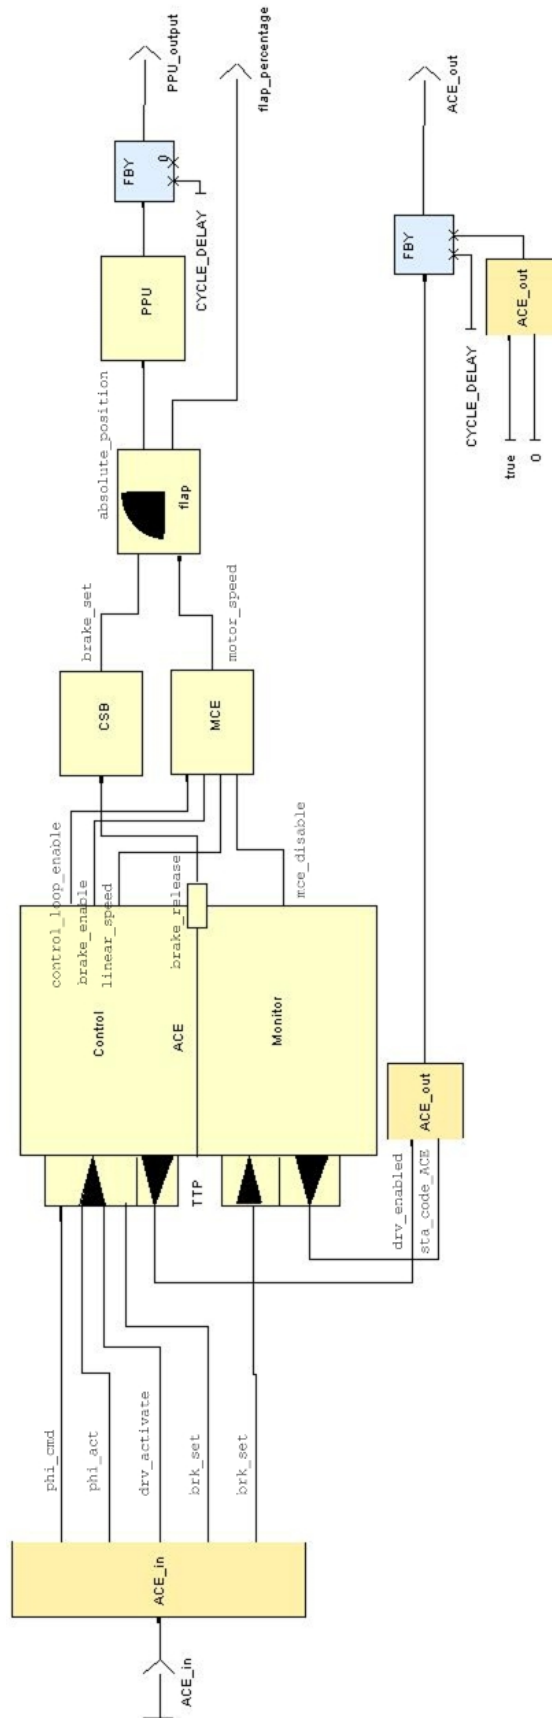 ACE_in
ACE_in
phi_cmd
phi_act
drv_activate
brk_set
brk_set
TTP
Control
ACE
Monitor
control_loop_enable
brake_enable
linear_speed
brake_release
mce_disable
drv_enabled
sta_code_ACE
ACE_out
CSB
MCE
brake_set
motor_speed
flap
absolute_position
PPU
FBY
0
CYCLE_DELAY
PPU_output
flap_percentage
FBY
CYCLE_DELAY
true
0
ACE_out
ACE_out